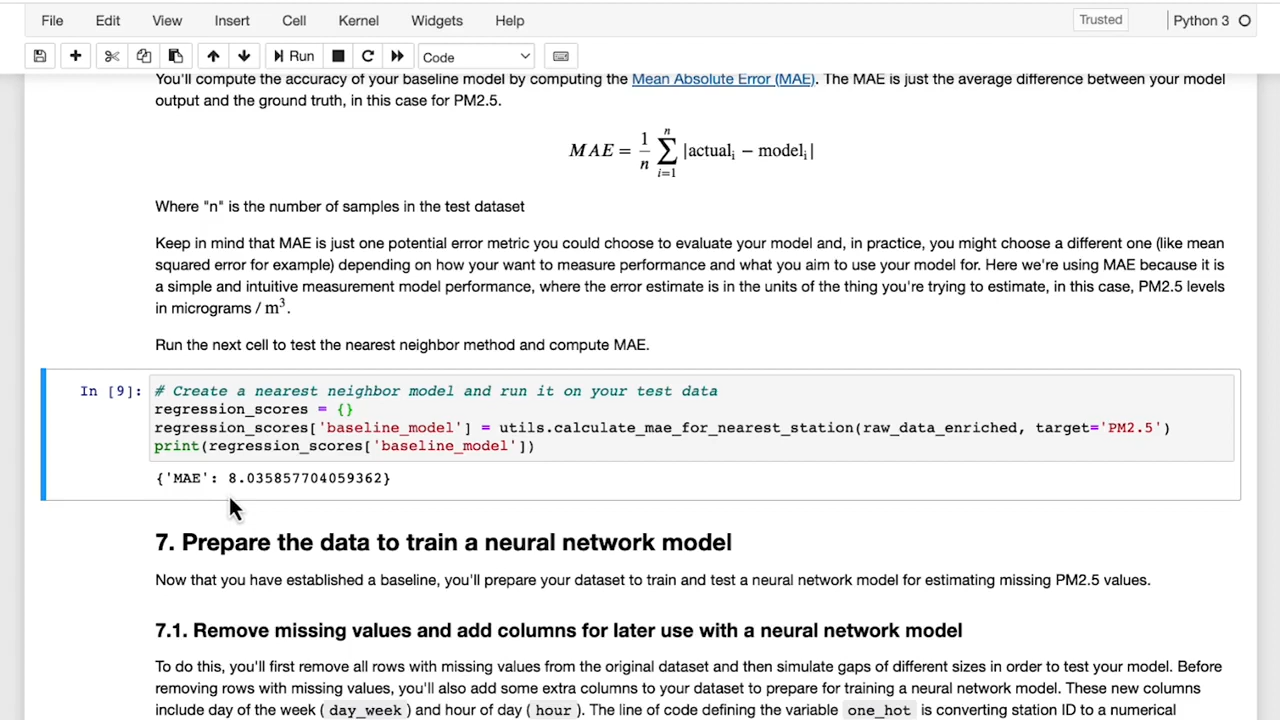 File Edit View Insert Cell Kernel Widgets Help Trusted Python 3
Run Code
You'll compute the accuracy of your baseline model by computing the Mean Absolute Error (MAE). The MAE is just the average difference between your model
output and the ground truth, in this case for PM2.5.
MAE = 1/n ∑_{i=1}^{n} |actual_i − model_i|
Where "n" is the number of samples in the test dataset
Keep in mind that MAE is just one potential error metric you could choose to evaluate your model and, in practice, you might choose a different one (like mean
squared error for example) depending on how your want to measure performance and what you aim to use your model for. Here we're using MAE because it is
a simple and intuitive measurement model performance, where the error estimate is in the units of the thing you're trying to estimate, in this case, PM2.5 levels
in micrograms / m³.
Run the next cell to test the nearest neighbor method and compute MAE.
In [9]: # Create a nearest neighbor model and run it on your test data
regression_scores = {}
regression_scores['baseline_model'] = utils.calculate_mae_for_nearest_station(raw_data_enriched, target='PM2.5')
print(regression_scores['baseline_model'])
{'MAE': 8.035857704059362}
7. Prepare the data to train a neural network model
Now that you have established a baseline, you'll prepare your dataset to train and test a neural network model for estimating missing PM2.5 values.
7.1. Remove missing values and add columns for later use with a neural network model
To do this, you'll first remove all rows with missing values from the original dataset and then simulate gaps of different sizes in order to test your model. Before
removing rows with missing values, you'll also add some extra columns to your dataset to prepare for training a neural network model. These new columns
include day of the week ( day_week ) and hour of day ( hour ). The line of code defining the variable one_hot is converting station ID to a numerical